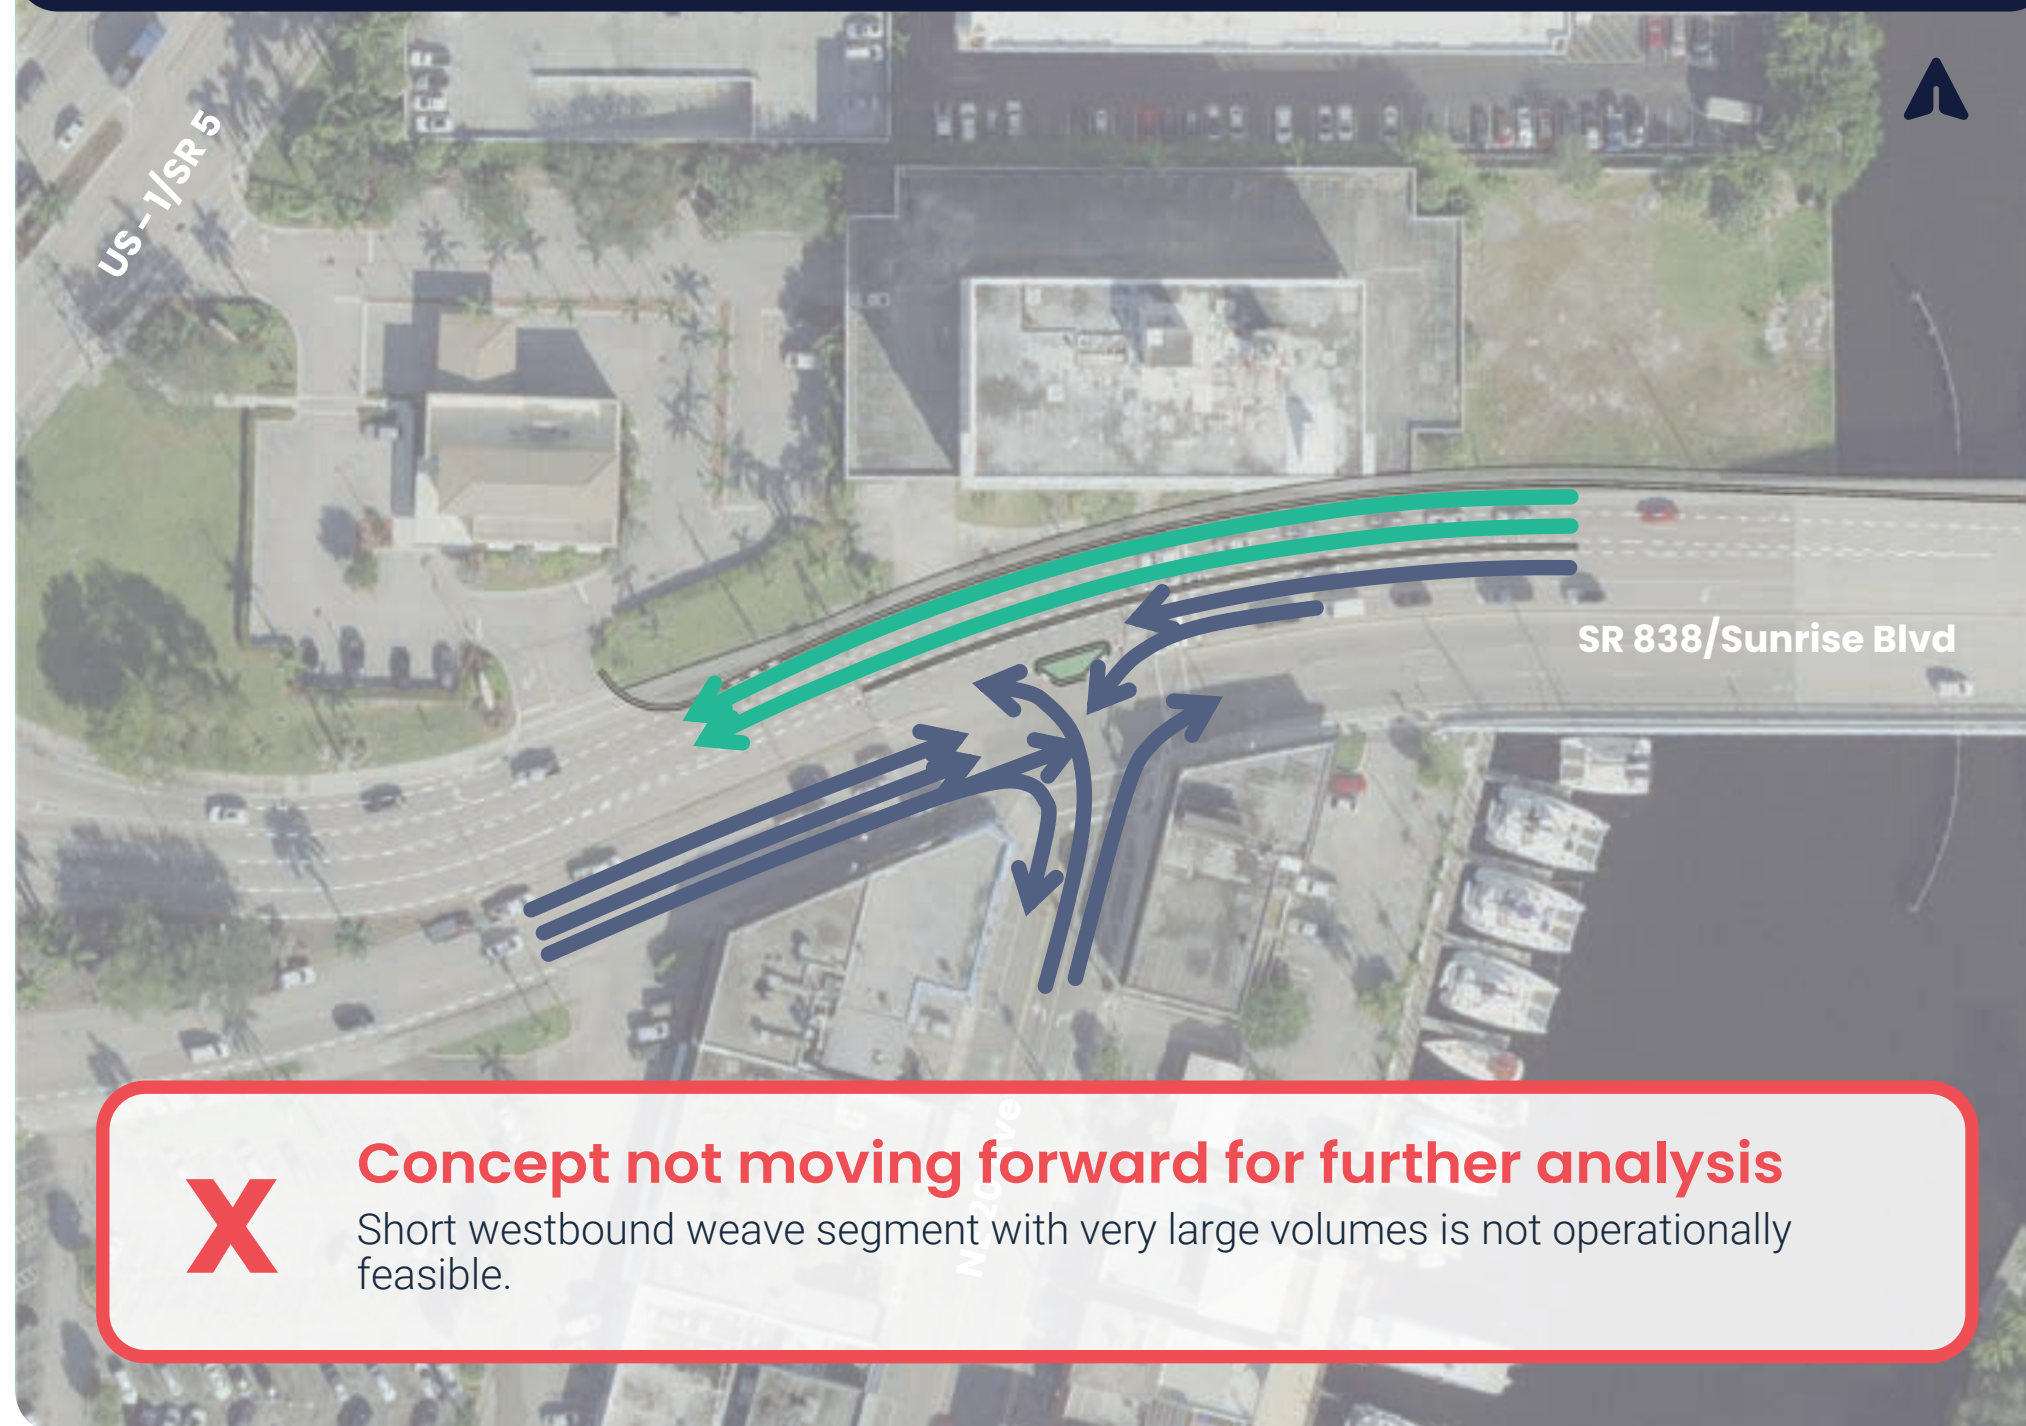 US-1/SR 5
SR 838/Sunrise Blvd
X
Concept not moving forward for further analysis
Short westbound weave segment with very large volumes is not operationally
feasible.